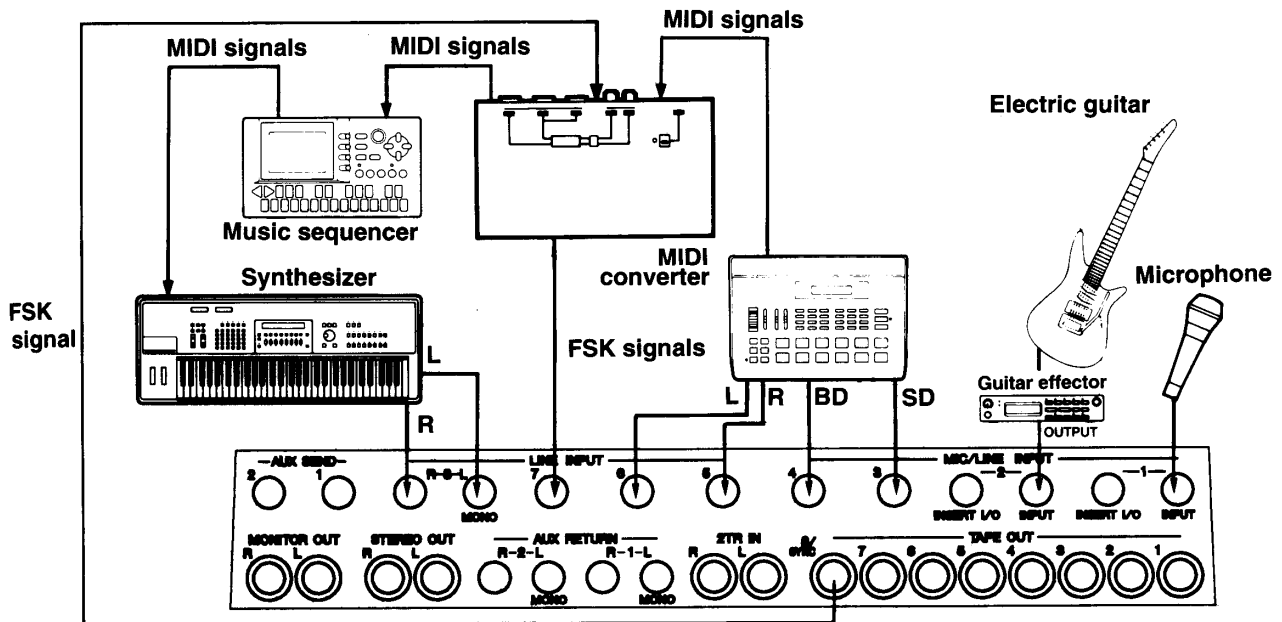 MIDI signals
MIDI signals
MIDI signals
Electric guitar
Music sequencer
MIDI
converter
Synthesizer
Microphone
FSK
signal
FSK signals
L
R
L
R
BD
SD
Guitar effector
OUTPUT
AUX SEND
LINE INPUT
MIC/LINE INPUT
2
1
R-8-L
7
6
5
4
3
2
1
MONO
INSERT I/O
INPUT
INSERT I/O
INPUT
MONITOR OUT
STEREO OUT
AUX RETURN
2TR IN
TAPE OUT
R
L
R
L
R-2-L
R-1-L
R
L
8/
SYNC
7
6
5
4
3
2
1
MONO
MONO